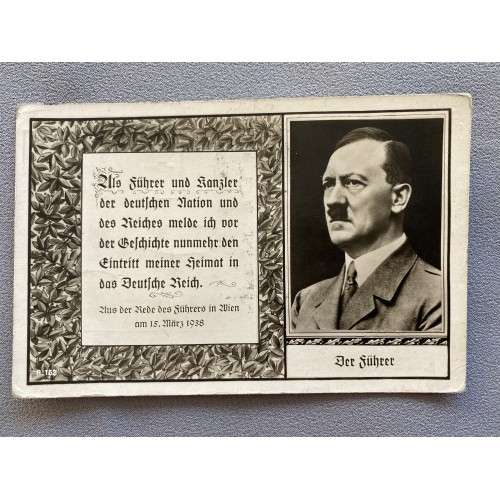 Als Führer und Kanzler
der deutschen Nation und
des Reiches melde ich vor
der Geschichte nunmehr den
Eintritt meiner Heimat in
das Deutsche Reich.
Aus der Rede des Führers in Wien
am 15. März 1938
R. 152
Der Führer